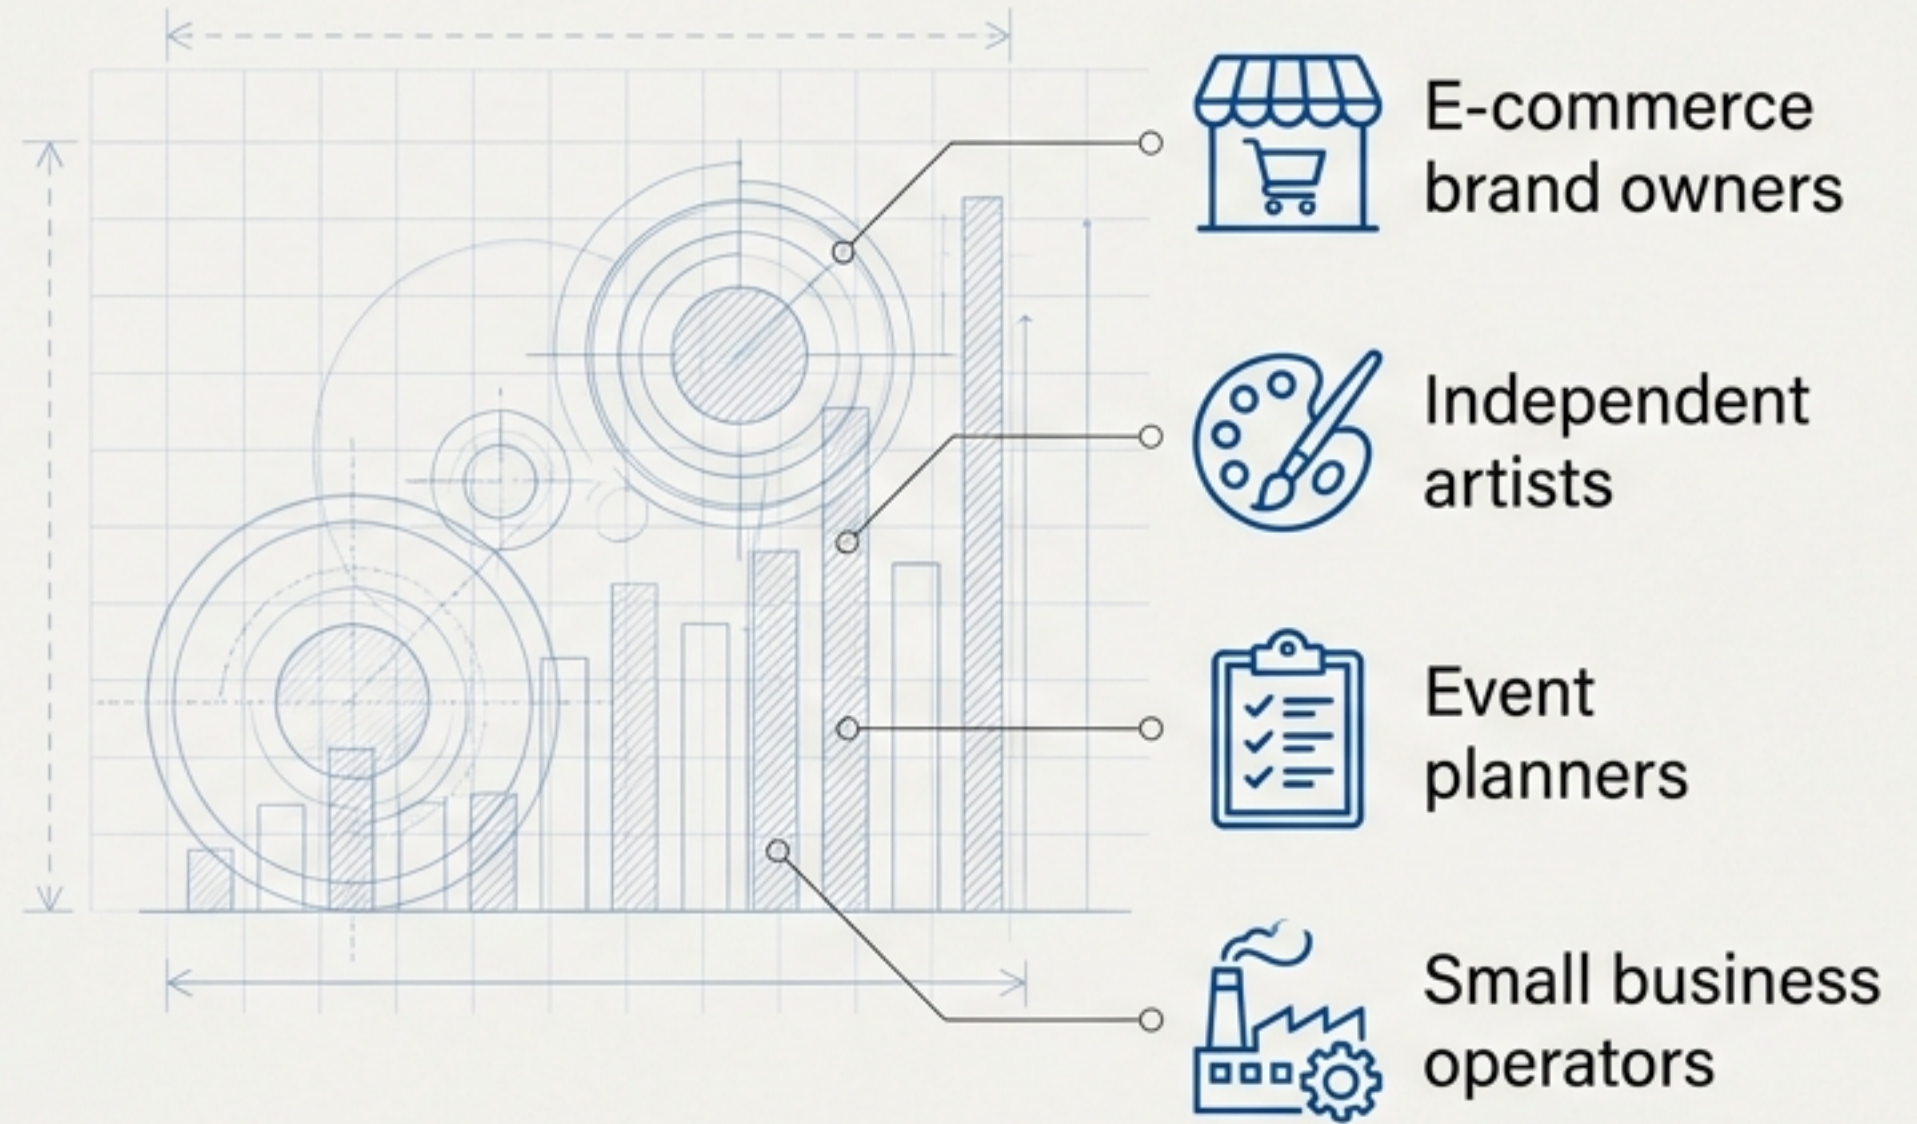 E-commerce
brand owners
Independent
artists
Event
planners
Small business
operators